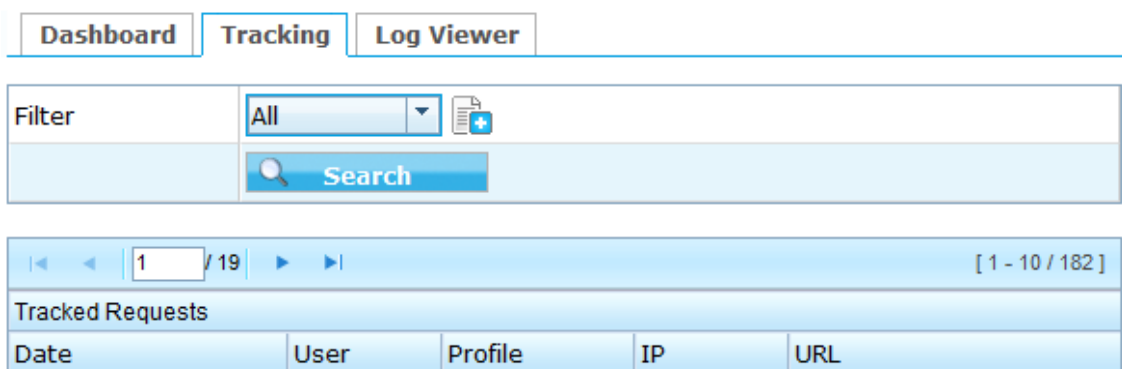 Dashboard Tracking Log Viewer
Filter All
Search
1 / 19 [ 1 - 10 / 182 ]
Tracked Requests
Date User Profile IP URL